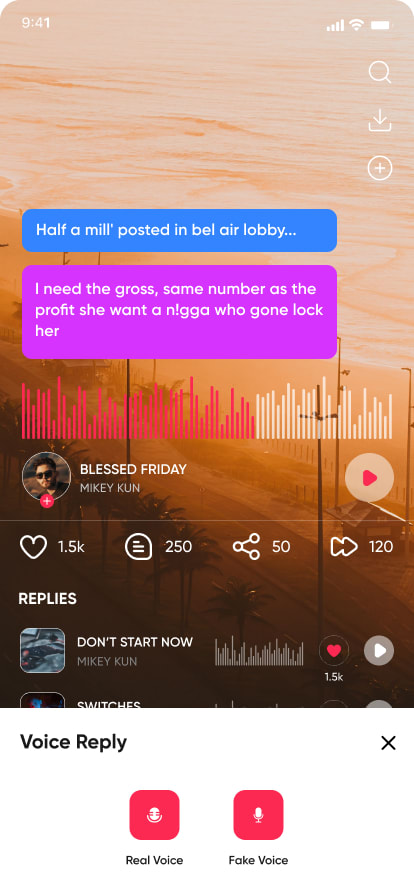 9:41
Half a mill' posted in bel air lobby...
I need the gross, same number as the
profit she want a n!gga who gone lock
her
BLESSED FRIDAY
MIKEY KUN
1.5k
250
50
120
REPLIES
DON'T START NOW
MIKEY KUN
1.5k
SWITCHES
Voice Reply
Real Voice
Fake Voice